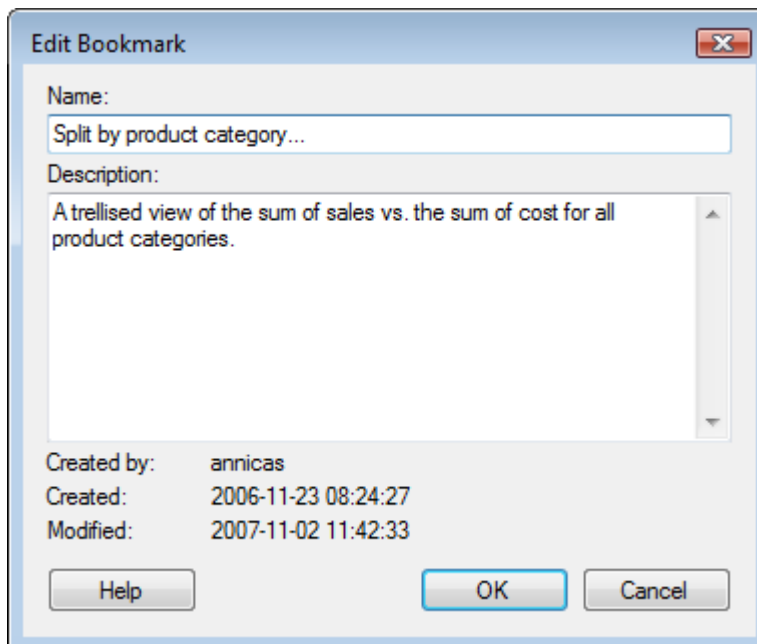 Edit Bookmark
Name:
Split by product category...
Description:
A trellised view of the sum of sales vs. the sum of cost for all
product categories.
Created by: annicas
Created: 2006-11-23 08:24:27
Modified: 2007-11-02 11:42:33
Help OK Cancel